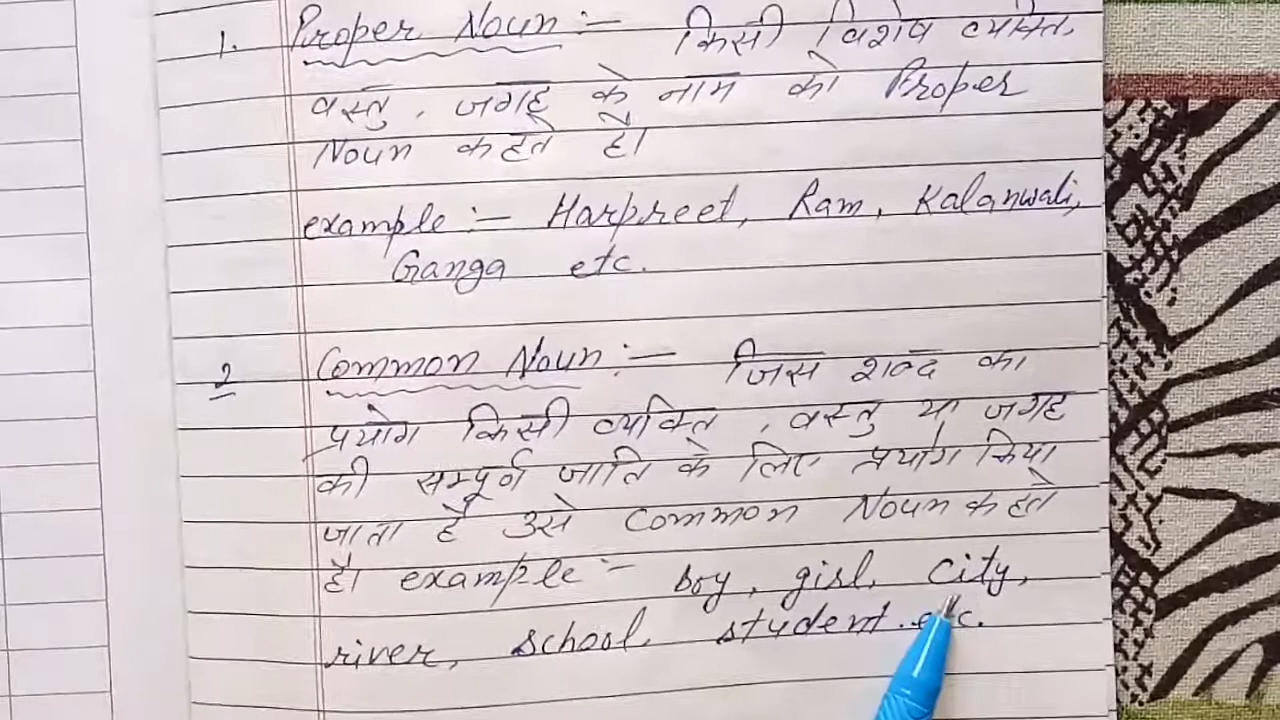 1. Proper Noun :- किसी विशेष व्यक्ति,
वस्तु, जगह के नाम को Proper
Noun कहते है।
example :- Harpreet, Ram, Kalanwali,
Ganga etc.
2 Common Noun :- जिस शब्द का
प्रयोग किसी व्यक्ति, वस्तु या जगह
की सम्पूर्ण जाति के लिए प्रयोग किया
जाता है उसे Common Noun कहते
है। example :- boy, girl, city,
river, school, student etc.